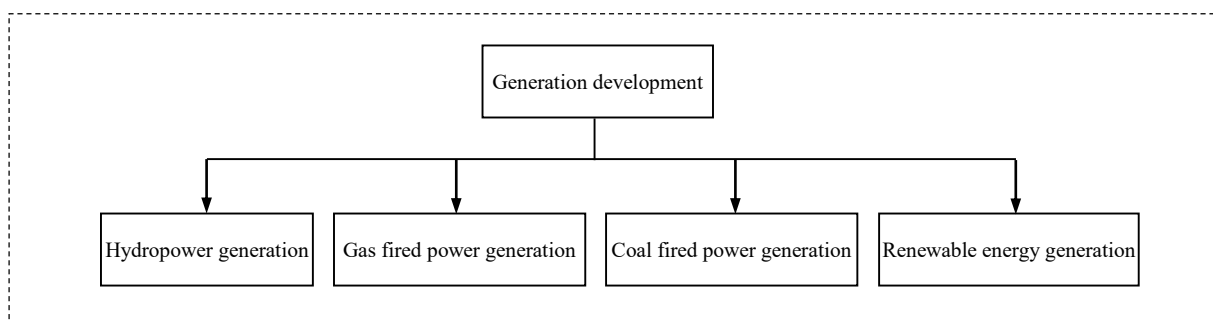 Generation development
Hydropower generation
Gas fired power generation
Coal fired power generation
Renewable energy generation